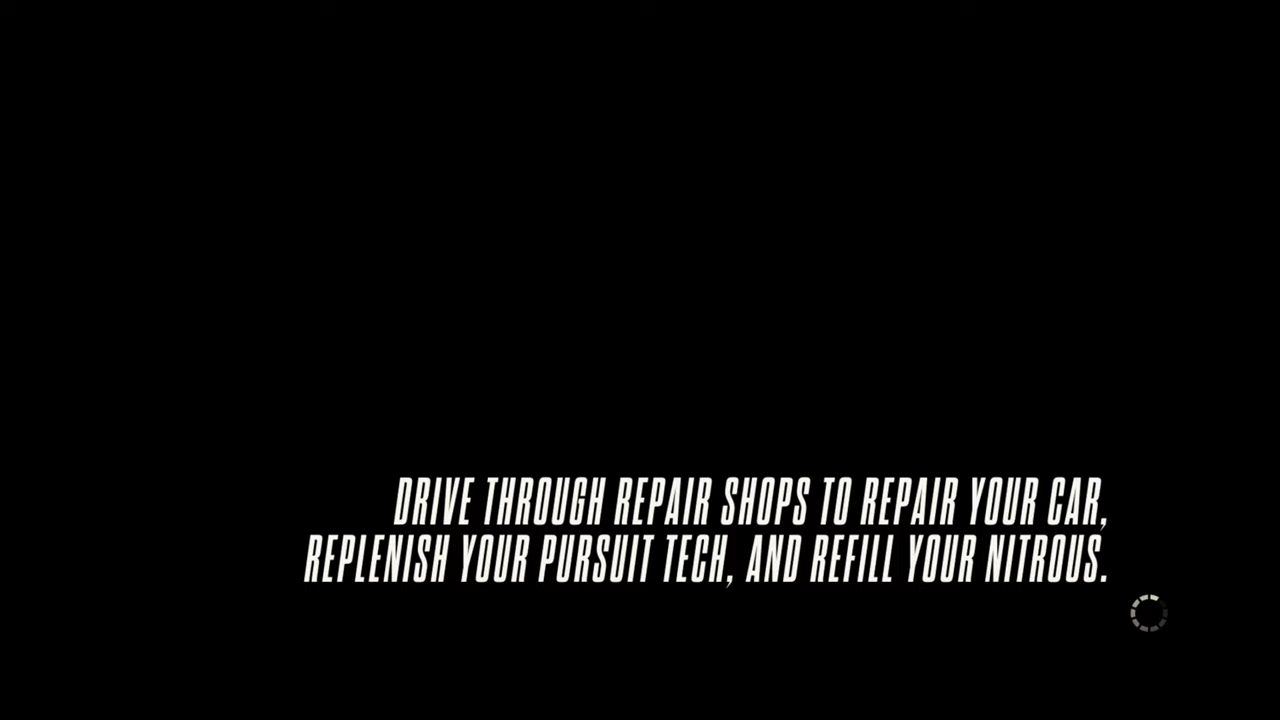 DRIVE THROUGH REPAIR SHOPS TO REPAIR YOUR CAR,
REPLENISH YOUR PURSUIT TECH, AND REFILL YOUR NITROUS.